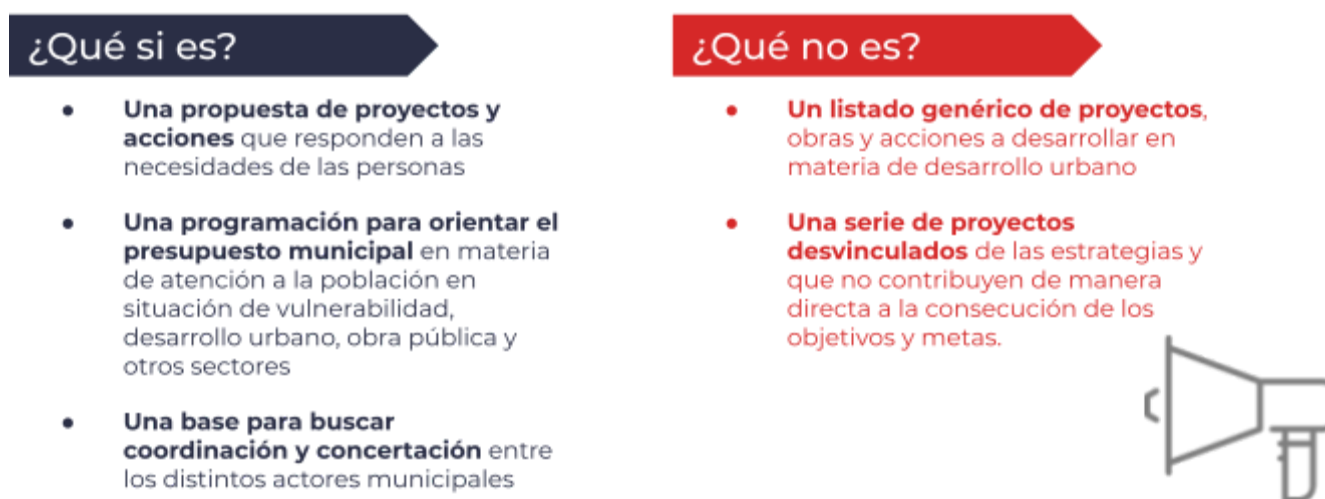 ¿Qué si es?
● Una propuesta de proyectos y
acciones que responden a las
necesidades de las personas
● Una programación para orientar el
presupuesto municipal en materia
de atención a la población en
situación de vulnerabilidad,
desarrollo urbano, obra pública y
otros sectores
● Una base para buscar
coordinación y concertación entre
los distintos actores municipales
¿Qué no es?
● Un listado genérico de proyectos,
obras y acciones a desarrollar en
materia de desarrollo urbano
● Una serie de proyectos
desvinculados de las estrategias y
que no contribuyen de manera
directa a la consecución de los
objetivos y metas.